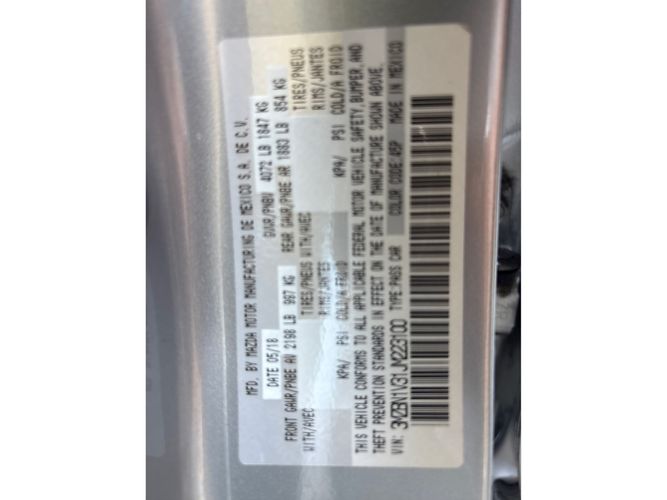 MFD. BY MAZDA MOTOR MANUFACTURING DE MEXICO S.A. DE C.V.
DATE 05/18 GVWR/PNBV 4072 LB 1847 KG
FRONT GAWR/PNBE AV 2198 LB 997 KG REAR GAWR/PNBE AR 1883 LB 854 KG
WITH/AVEC TIRES/PNEUS WITH/AVEC TIRES/PNEUS
RIMS/JANTES RIMS/JANTES
KPA/ PSI COLD/A FROID KPA/ PSI COLD/A FROID
THIS VEHICLE CONFORMS TO ALL APPLICABLE FEDERAL MOTOR VEHICLE SAFETY, BUMPER, AND
THEFT PREVENTION STANDARDS IN EFFECT ON THE DATE OF MANUFACTURE SHOWN ABOVE.
VIN: 3MZBN1V31JM223100 TYPE:PASS CAR COLOR CODE:45P MADE IN MEXICO